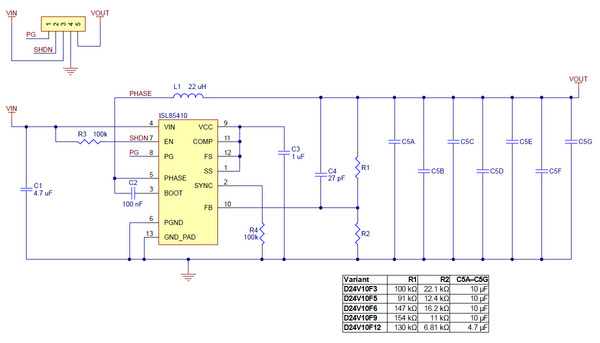 VIN
VOUT
1 2 3 4 5
PG
SHDN
PHASE
L1 22 uH
VOUT
VIN
ISL85410
R3 100k
SHDN
PG
4 VIN
7 EN
8 PG
5 PHASE
3 BOOT
6 PGND
13 GND_PAD
VCC 9
COMP 11
FS 12
SS 1
SYNC 2
FB 10
C1
4.7 uF
C2
100 nF
C3
1 uF
C4
27 pF
R4
100k
R1
R2
C5A
C5B
C5C
C5D
C5E
C5F
C5G
Variant R1 R2 C5A–C5G
D24V10F3 100 kΩ 22.1 kΩ 10 µF
D24V10F5 91 kΩ 12.4 kΩ 10 µF
D24V10F6 147 kΩ 16.2 kΩ 10 µF
D24V10F9 154 kΩ 11 kΩ 10 µF
D24V10F12 130 kΩ 6.81 kΩ 4.7 µF